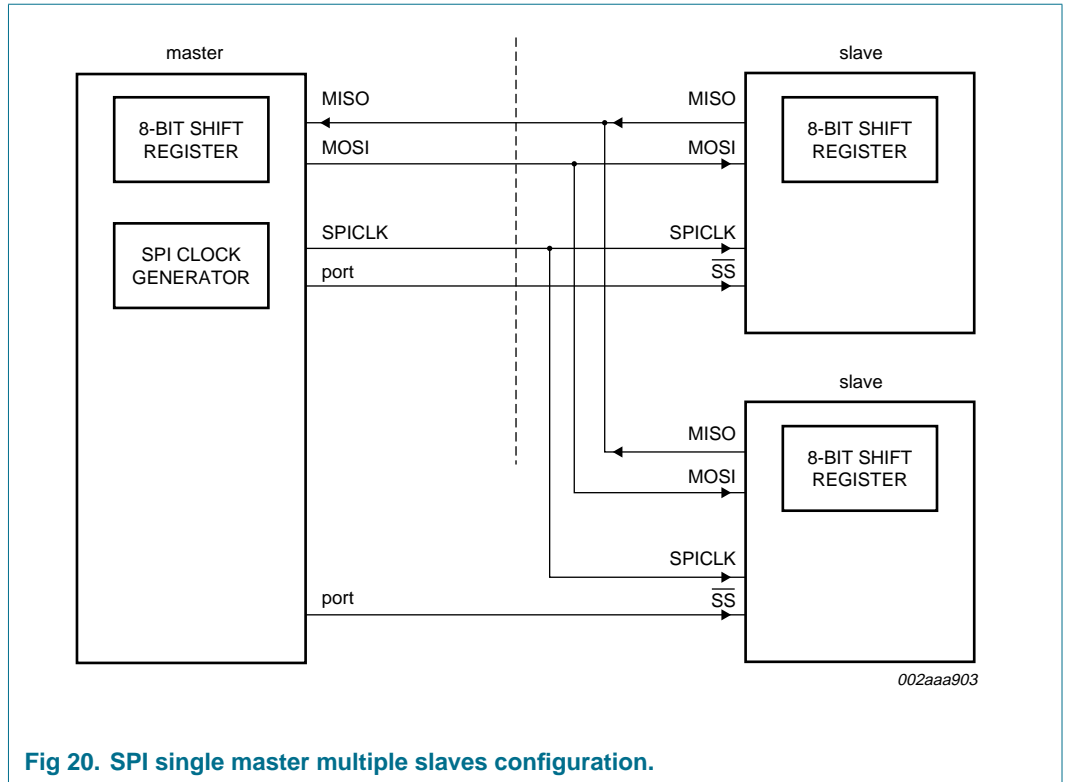 master
slave
8-BIT SHIFT
REGISTER
MISO
MISO
MOSI
MOSI
8-BIT SHIFT
REGISTER
SPI CLOCK
GENERATOR
SPICLK
SPICLK
port
S̅S̅
slave
MISO
MOSI
8-BIT SHIFT
REGISTER
SPICLK
port
S̅S̅
002aaa903
Fig 20. SPI single master multiple slaves configuration.